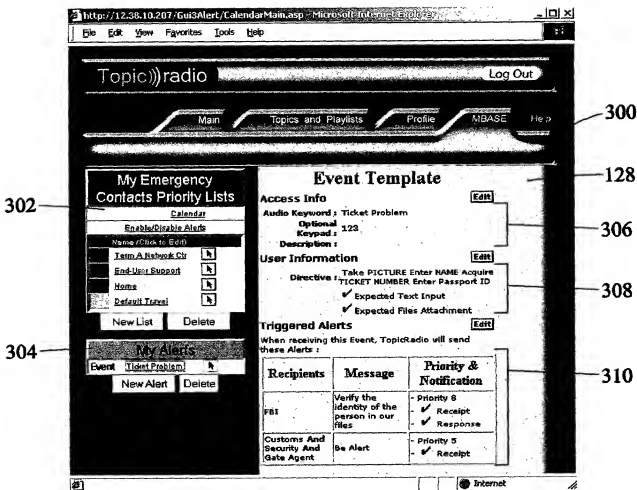 http://12.38.10.207/Gui3Alert/CalendarMain.asp - Microsoft Internet Explorer
File Edit View Favorites Tools Help
Topic))radio
Log Out
Main
Topics and Playlists
Profile
MBASE
Help
300
My Emergency
Contacts Priority Lists
Calendar
Enable/Disable Alerts
Name (Click to Edit)
Term A Network Ctr
End-User Support
Home
Default Travel
New List
Delete
302
My Alerts
Event
Ticket Problem
New Alert
Delete
304
Event Template
128
Access Info
Edit
Audio Keyword : Ticket Problem
Optional
Keypad : 123
Description :
306
User Information
Edit
Directive : Take PICTURE Enter NAME Acquire
TICKET NUMBER Enter Passport ID
✓ Expected Text Input
✓ Expected Files Attachment
308
Triggered Alerts
Edit
When receiving this Event, TopicRadio will send
these Alerts :
Recipients
Message
Priority &
Notification
FBI
Verify the
identity of the
person in our
files
- Priority 8
- ✓ Receipt
- ✓ Response
Customs And
Security And
Gate Agent
Be Alert
- Priority 5
- ✓ Receipt
310
Internet